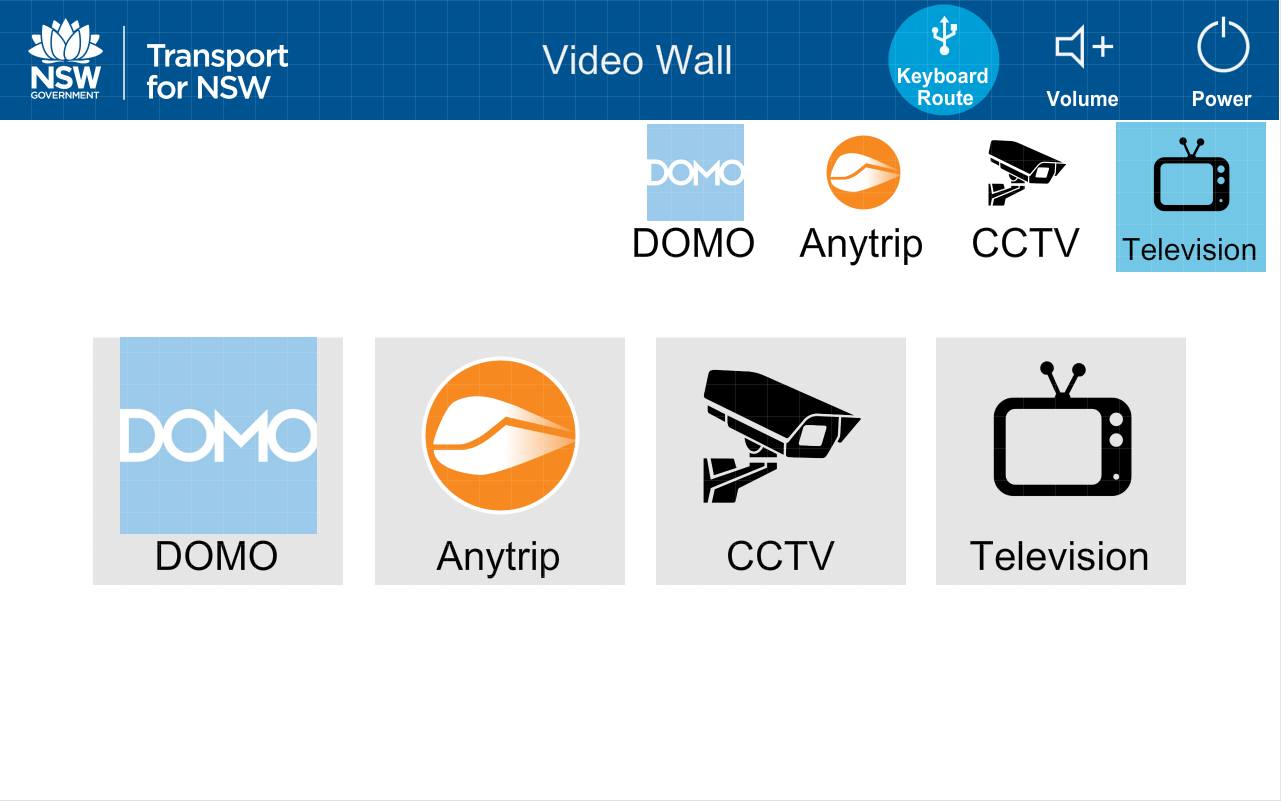 NSW
GOVERNMENT
Transport
for NSW
Video Wall
Keyboard
Route
Volume
Power
DOMO
DOMO
Anytrip
CCTV
Television
DOMO
DOMO
Anytrip
CCTV
Television